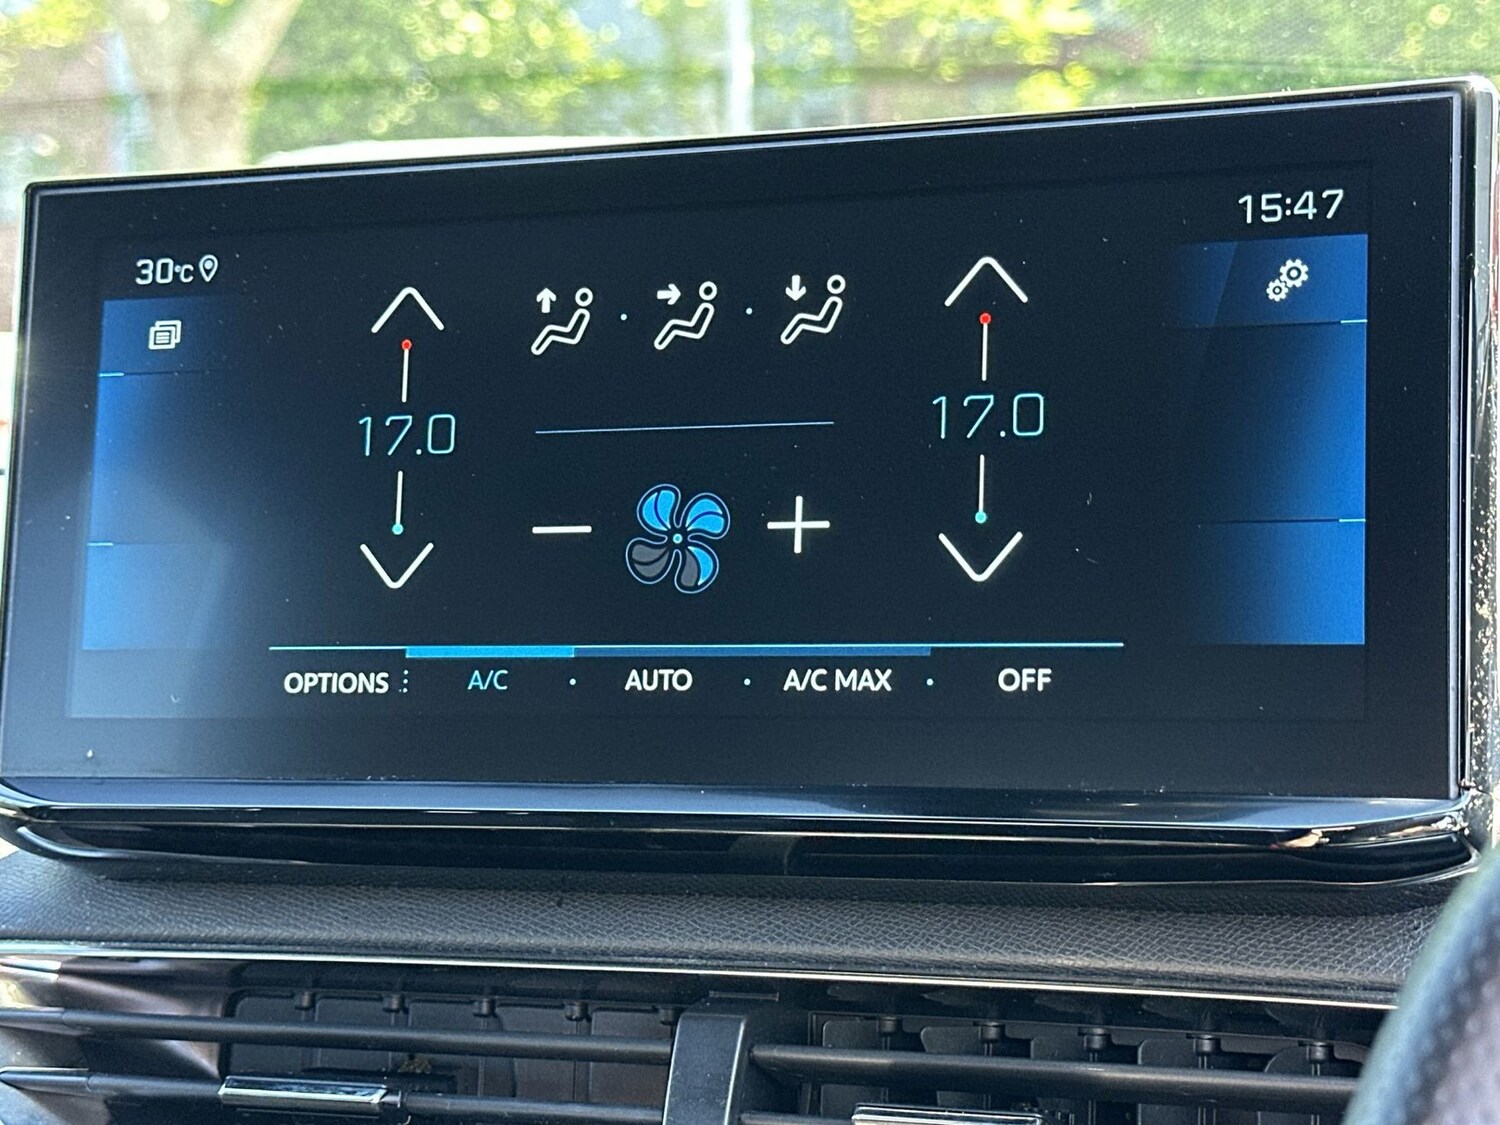 15:47
30°C
17.0
17.0
OPTIONS A/C AUTO A/C MAX OFF